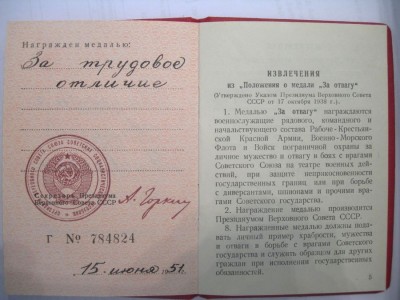 Награжден медалью:
За трудовое
отличие
Секретарь Президиума
Верховного Совета СССР
А. Горкин
Г № 784824
15 июня 1951 г.
ИЗВЛЕЧЕНИЯ
из „Положения о медали „За отвагу“
(Утверждено Указом Президиума Верховного Совета
СССР от 17 октября 1938 г.).
1. Медалью „За отвагу“ награждаются
военнослужащие рядового, командного и
начальствующего состава Рабоче-Крестьян-
ской Красной Армии, Военно-Морского
Флота и Войск пограничной охраны за
личное мужество и отвагу в боях с врагами
Советского Союза на театре военных дей-
ствий, при защите неприкосновенности
государственных границ или при борьбе
с диверсантами, шпионами и прочими вра-
гами Советского государства.
2. Награждение медалью производится
Президиумом Верховного Совета СССР.
8. Награжденные медалью должны пода-
вать личный пример храбрости, мужества
и отваги в борьбе с врагами Советского
государства и служить образцом для других
граждан при исполнении государственных
обязанностей.
3